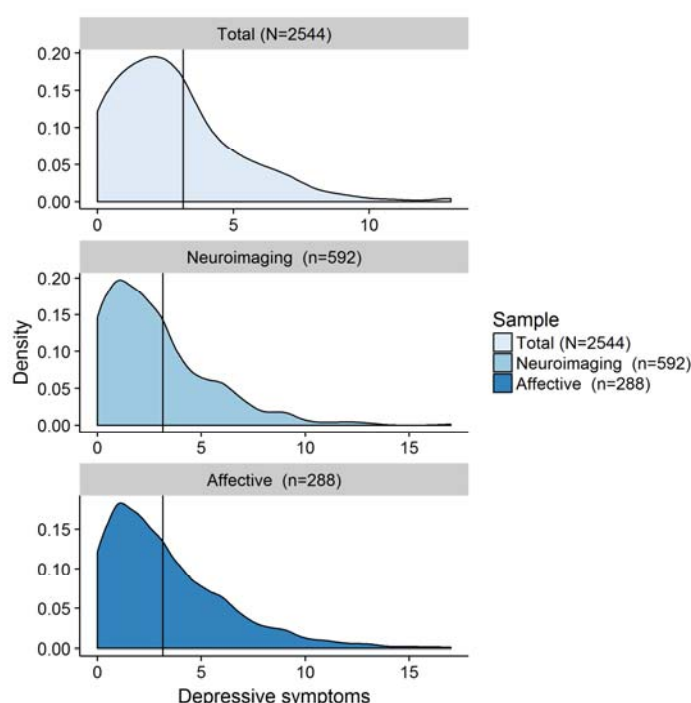 Total (N=2544)
0.20
0.15
0.10
0.05
0.00
0 5 10
Neuroimaging (n=592)
0.20
0.15
0.10
0.05
0.00
0 5 10 15
Affective (n=288)
0.15
0.10
0.05
0.00
0 5 10 15
Density
Depressive symptoms
Sample
Total (N=2544)
Neuroimaging (n=592)
Affective (n=288)